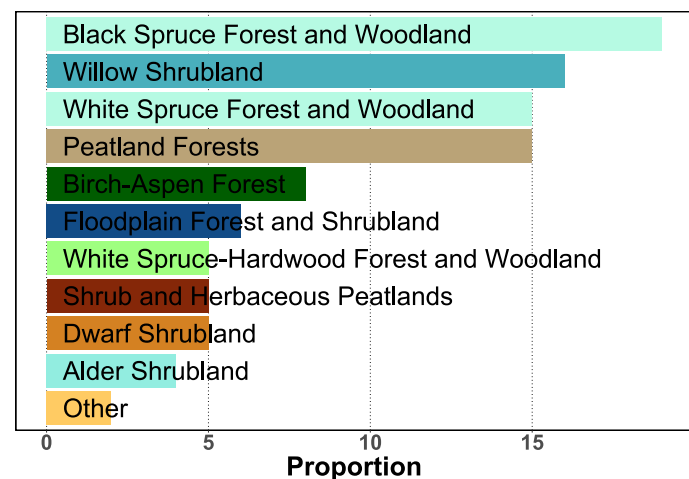 Black Spruce Forest and Woodland
Willow Shrubland
White Spruce Forest and Woodland
Peatland Forests
Birch-Aspen Forest
Floodplain Forest and Shrubland
White Spruce-Hardwood Forest and Woodland
Shrub and Herbaceous Peatlands
Dwarf Shrubland
Alder Shrubland
Other
0 5 10 15
Proportion